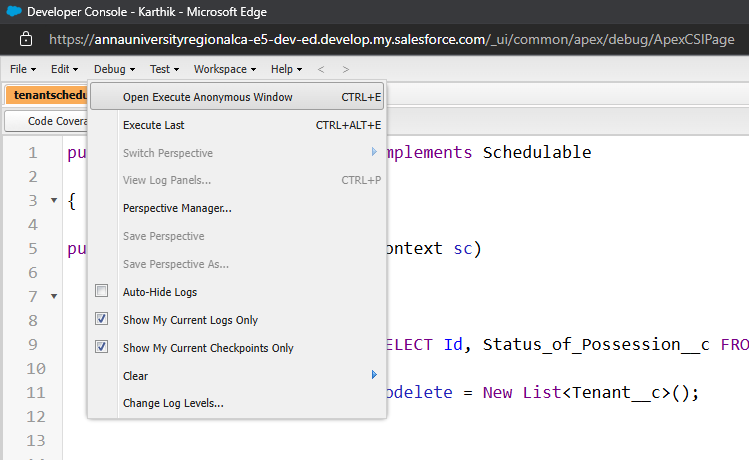 Developer Console - Karthik - Microsoft Edge
https://annauniversityregionalca-e5-dev-ed.develop.my.salesforce.com/_ui/common/apex/debug/ApexCSIPage
File Edit Debug Test Workspace Help < >
tenantschedu
Code Covera
Open Execute Anonymous Window CTRL+E
Execute Last CTRL+ALT+E
Switch Perspective
View Log Panels... CTRL+P
Perspective Manager...
Save Perspective
Save Perspective As...
Auto-Hide Logs
Show My Current Logs Only
Show My Current Checkpoints Only
Clear
Change Log Levels...
1 pu mplements Schedulable
2
3 {
4
5 pu ontext sc)
6
7
8
9 ELECT Id, Status_of_Possession__c FRO
10
11 odelete = New List<Tenant__c>();
12
13